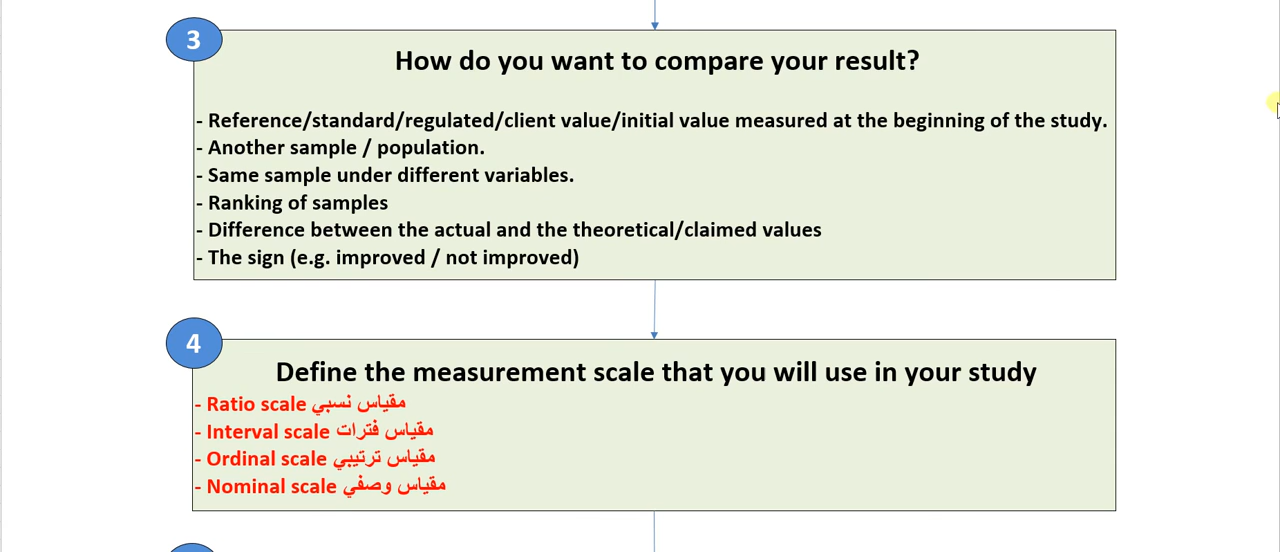 3
How do you want to compare your result?
- Reference/standard/regulated/client value/initial value measured at the beginning of the study.
- Another sample / population.
- Same sample under different variables.
- Ranking of samples
- Difference between the actual and the theoretical/claimed values
- The sign (e.g. improved / not improved)
4
Define the measurement scale that you will use in your study
- Ratio scale مقياس نسبي
- Interval scale مقياس فترات
- Ordinal scale مقياس ترتيبي
- Nominal scale مقياس وصفي